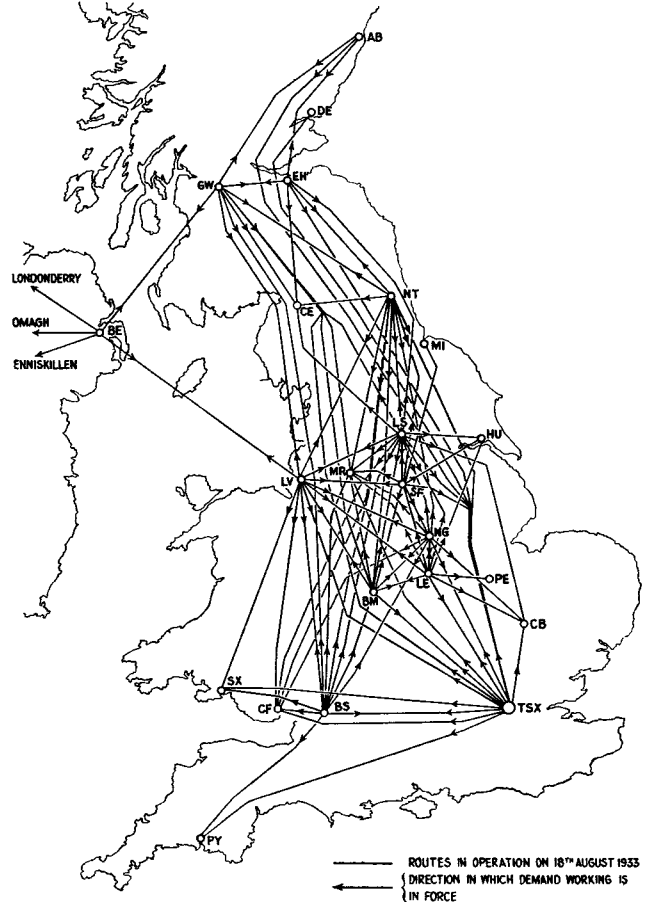 AB
DE
GW
EH
LONDONDERRY
NT
CE
OMAGH
BE
MI
ENNISKILLEN
LS
HU
MR
LV
SF
NG
LE
PE
BM
CB
SX
CF
BS
TSX
PY
ROUTES IN OPERATION ON 18TH AUGUST 1933
DIRECTION IN WHICH DEMAND WORKING IS
IN FORCE